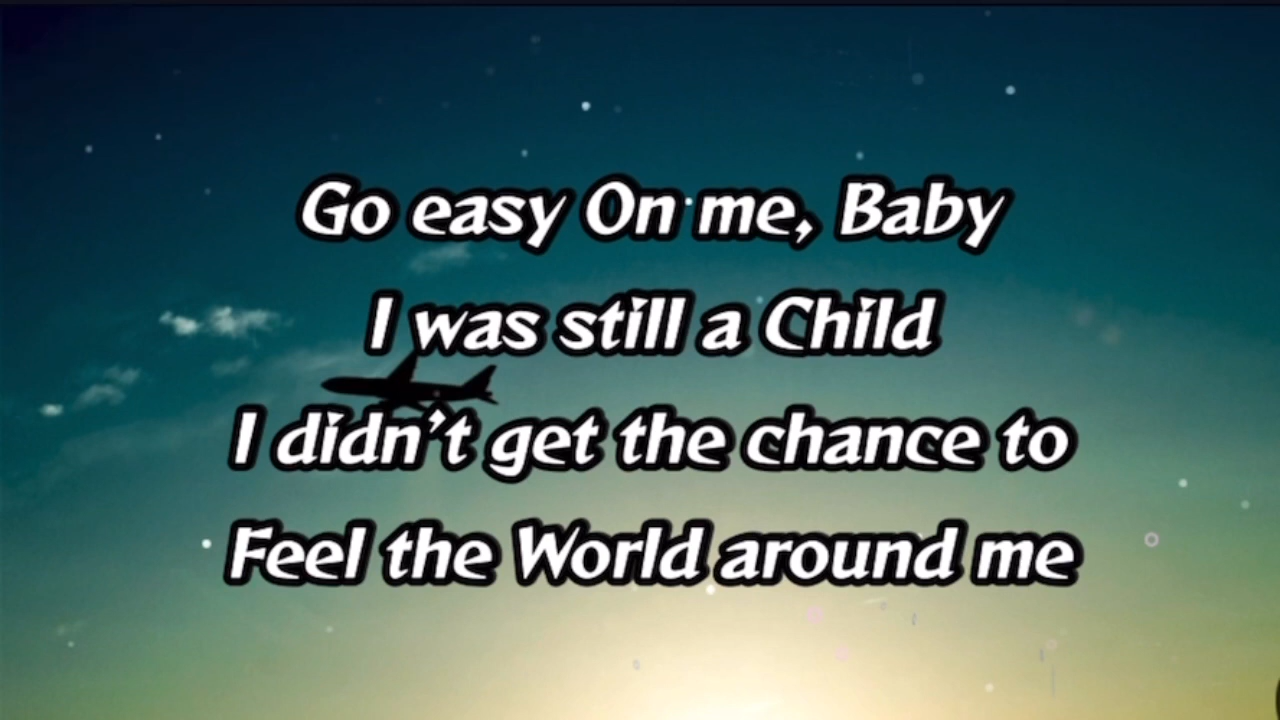 Go easy On me, Baby
I was still a Child
I didn't get the chance to
Feel the World around me